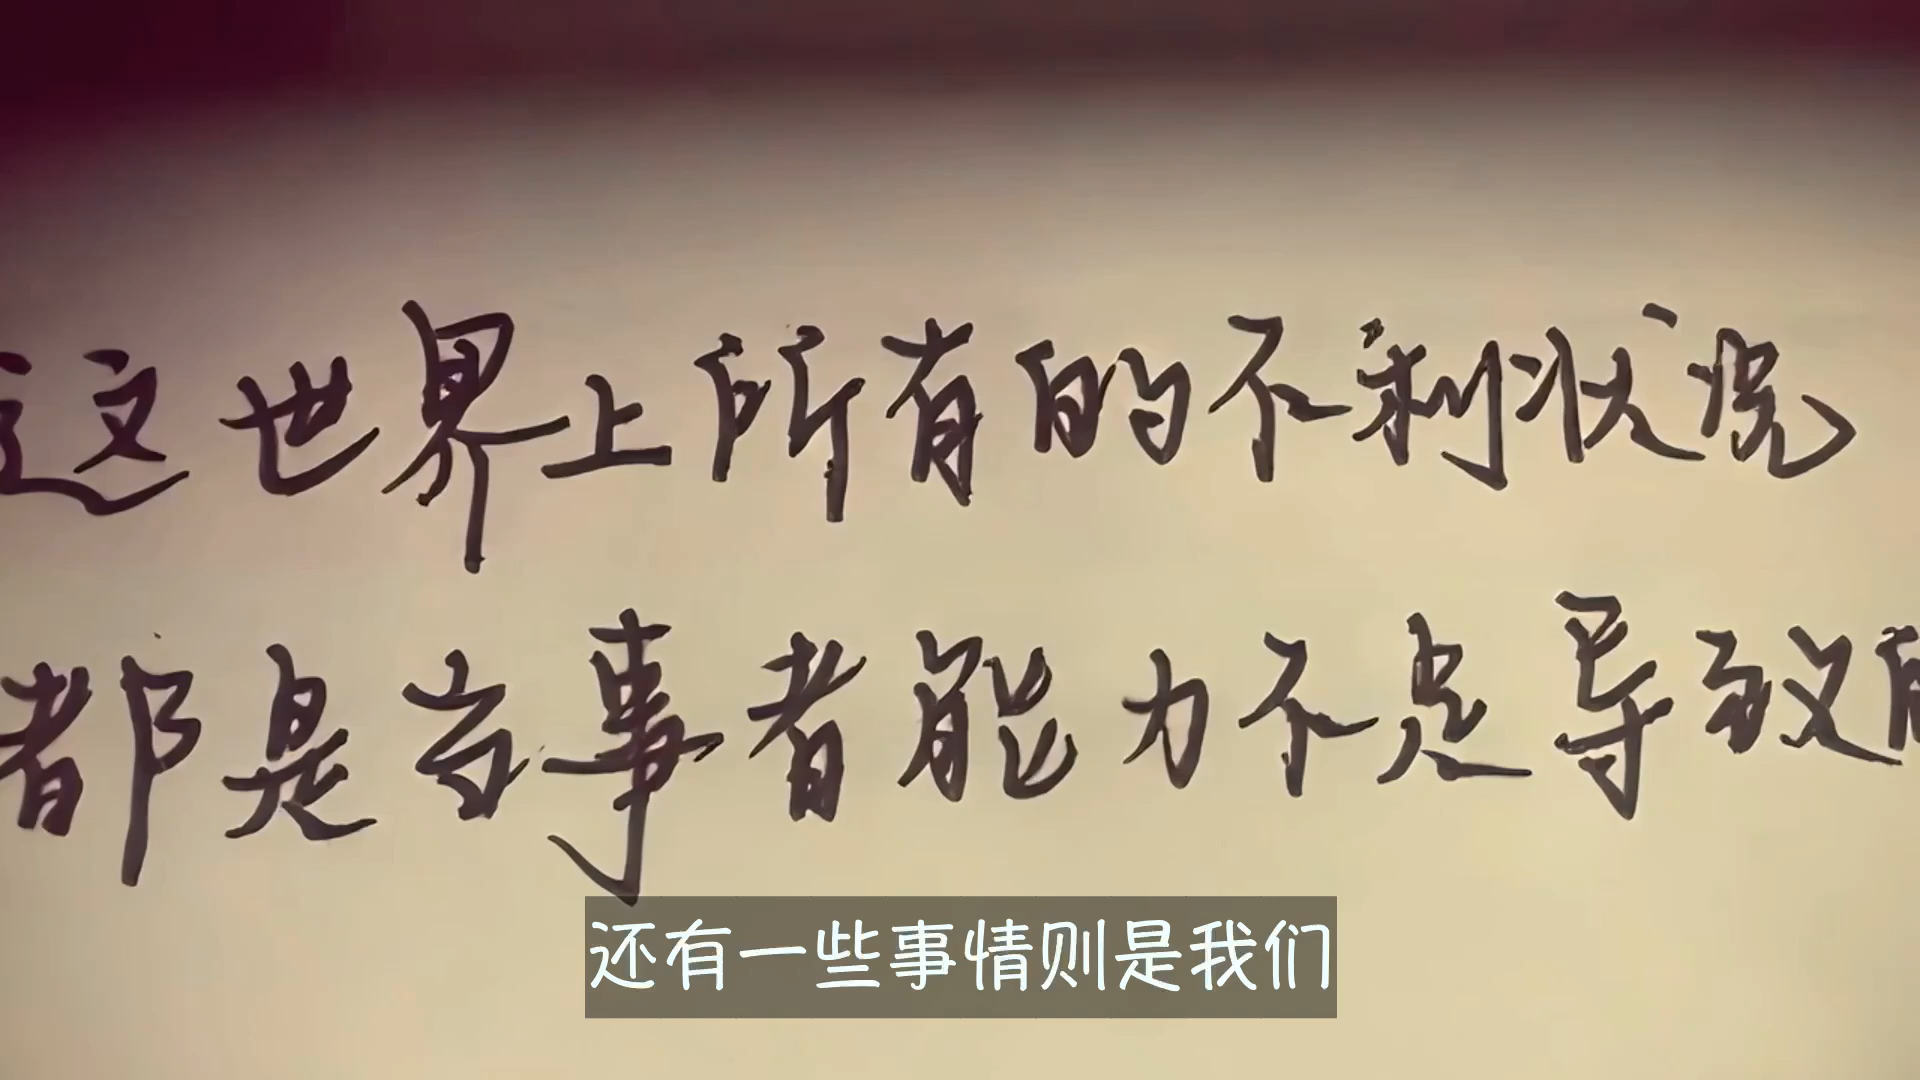 这世界上所有的不利状况
都是当事者能力不足导致的
还有一些事情则是我们